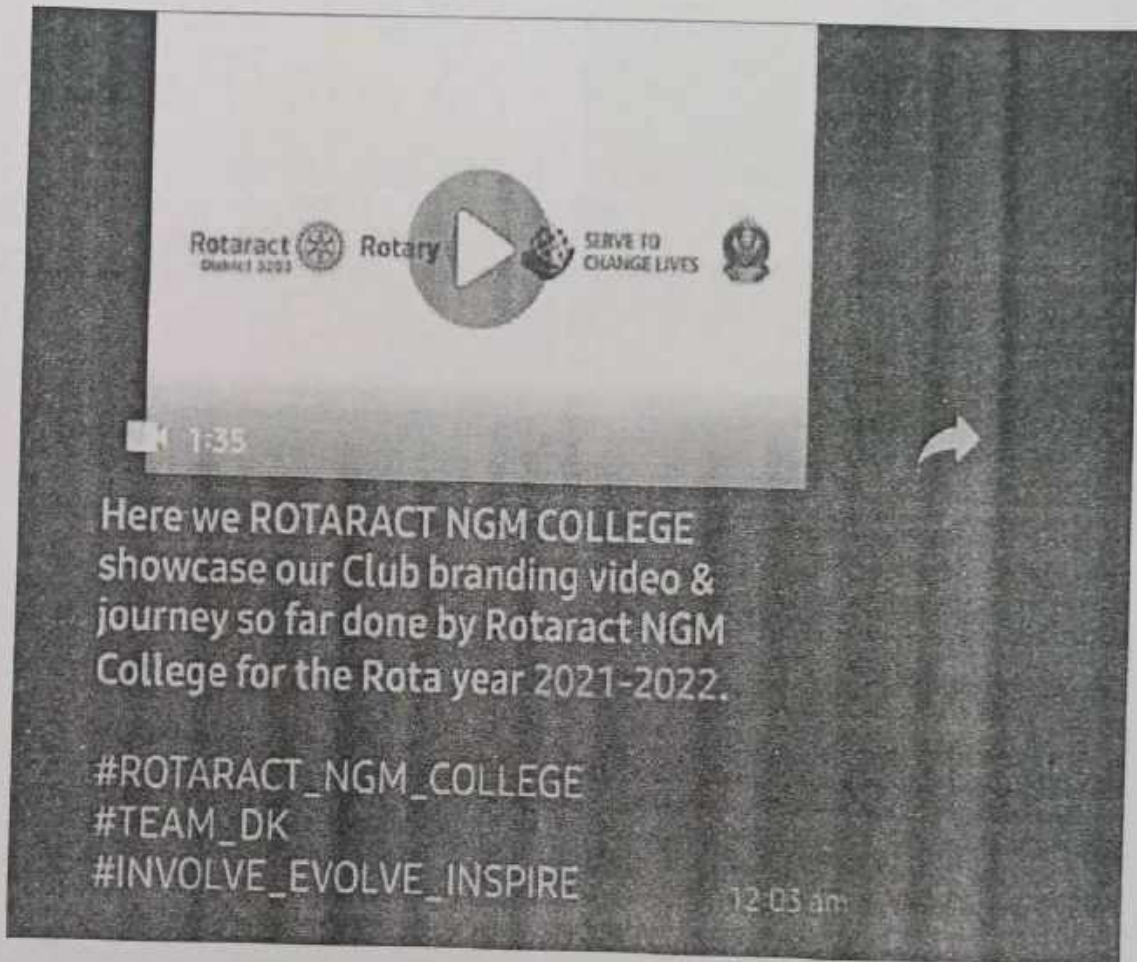 Rotaract Rotary SERVE TO
District 3203 CHANGE LIVES
1:35
Here we ROTARACT NGM COLLEGE
showcase our Club branding video &
journey so far done by Rotaract NGM
College for the Rota year 2021-2022.
#ROTARACT_NGM_COLLEGE
#TEAM_DK
#INVOLVE_EVOLVE_INSPIRE
12:03 am